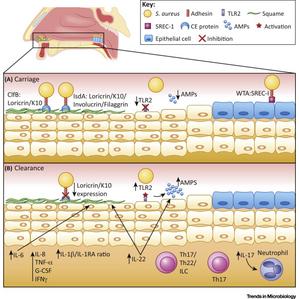 Key:
S. aureus
Adhesin
TLR2
Squame
SREC-1
CE protein
AMPs
Activation
Epithelial cell
Inhibition
(A) Carriage
ClfB:
Loricrin/K10
IsdA: Loricrin/K10/
Involucrin/Filaggrin
TLR2
AMPs
WTA:SREC-I
(B) Clearance
Loricrin/K10
expression
TLR2
AMPS
IL-6
IL-8
TNF-α
G-CSF
IFNγ
IL-1β/IL-1RA ratio
IL-22
Th17/
Th22/
ILC
Th17
IL-17
Neutrophil
Trends in Microbiology